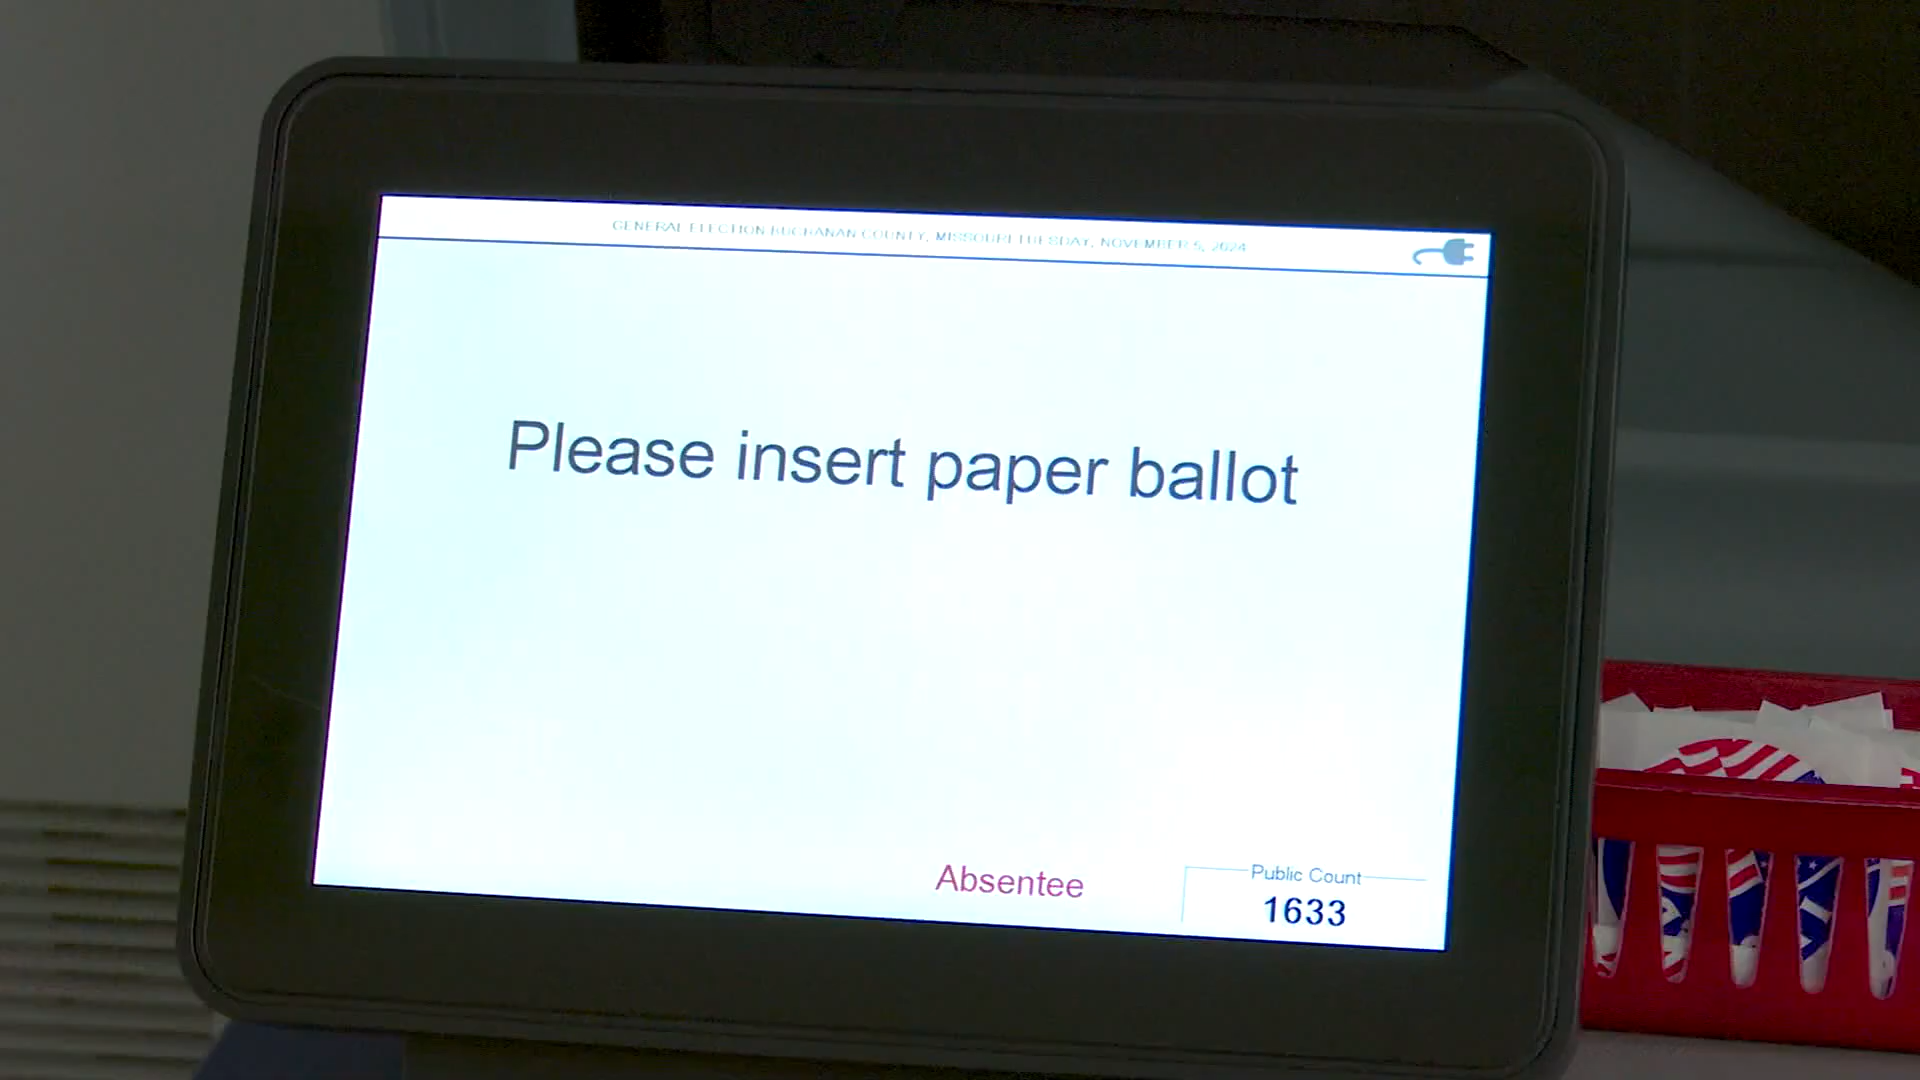 GENERAL ELECTION BUCHANAN COUNTY, MISSOURI TUESDAY, NOVEMBER 5, 2024
Please insert paper ballot
Absentee
Public Count
1633